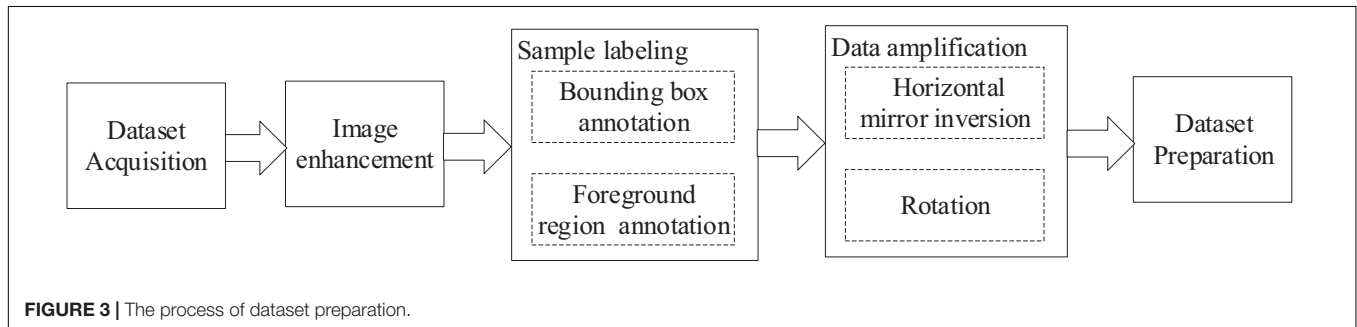 Dataset
Acquisition
Image
enhancement
Sample labeling
Bounding box
annotation
Foreground
region annotation
Data amplification
Horizontal
mirror inversion
Rotation
Dataset
Preparation
FIGURE 3 | The process of dataset preparation.